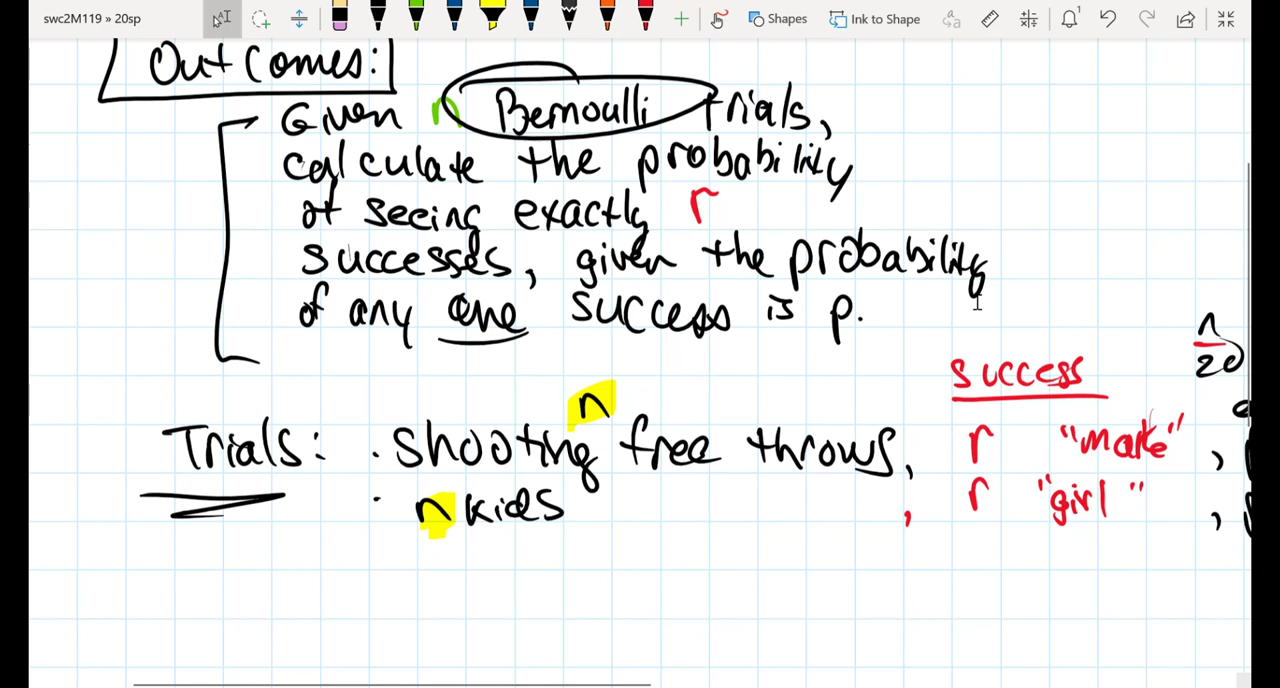 swc2M119 » 20sp
Shapes
Ink to Shape
Outcomes:
Given n Bernoulli trials,
calculate the probability
of seeing exactly r
successes, given the probability
of any one success is p.
n
20
success
n
Trials: . shooting free throws, r "make" ,
. n kids , r "girl" ,